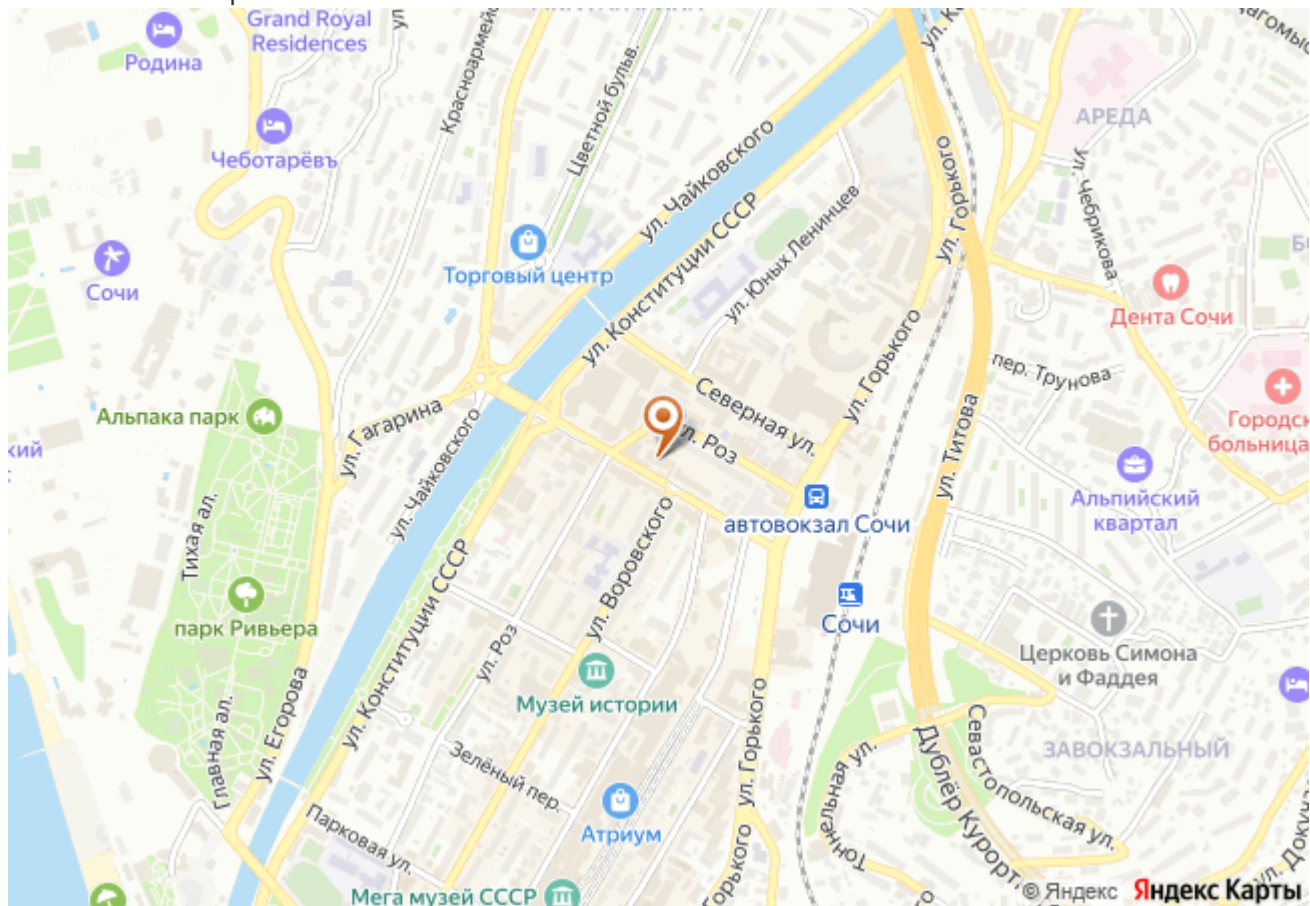 Grand Royal
Residences
Родина
Чеботарёвъ
Красноармейс
Цветной бульв.
ул. Чайковского
ул. Конституции СССР
ул. Юных Ленинцев
ул. Горького
АРЕДА
ул. Чебрикова
Сочи
Торговый центр
Дента Сочи
пер. Трунова
ул. Горького
Альпака парк
ул. Гагарина
ул. Чайковского
Северная ул.
ул. Роз
ул. Титова
Городск
больница
кий
Альпийский
квартал
автовокзал Сочи
Тихая ал.
ул. Воровского
ул. Конституции СССР
парк Ривьера
Сочи
Церковь Симона
и Фаддея
ул. Роз
Музей истории
Главная ал.
ул. Егорова
ул. Горького
ЗАВОКЗАЛЬНЫЙ
Зелёный пер.
Севастопольская ул.
Тоннельная ул.
Дублёр Курорт.
Атриум
Парковая ул.
Горького
ул. Доку
Мега музей СССР
© Яндекс Яндекс Карты